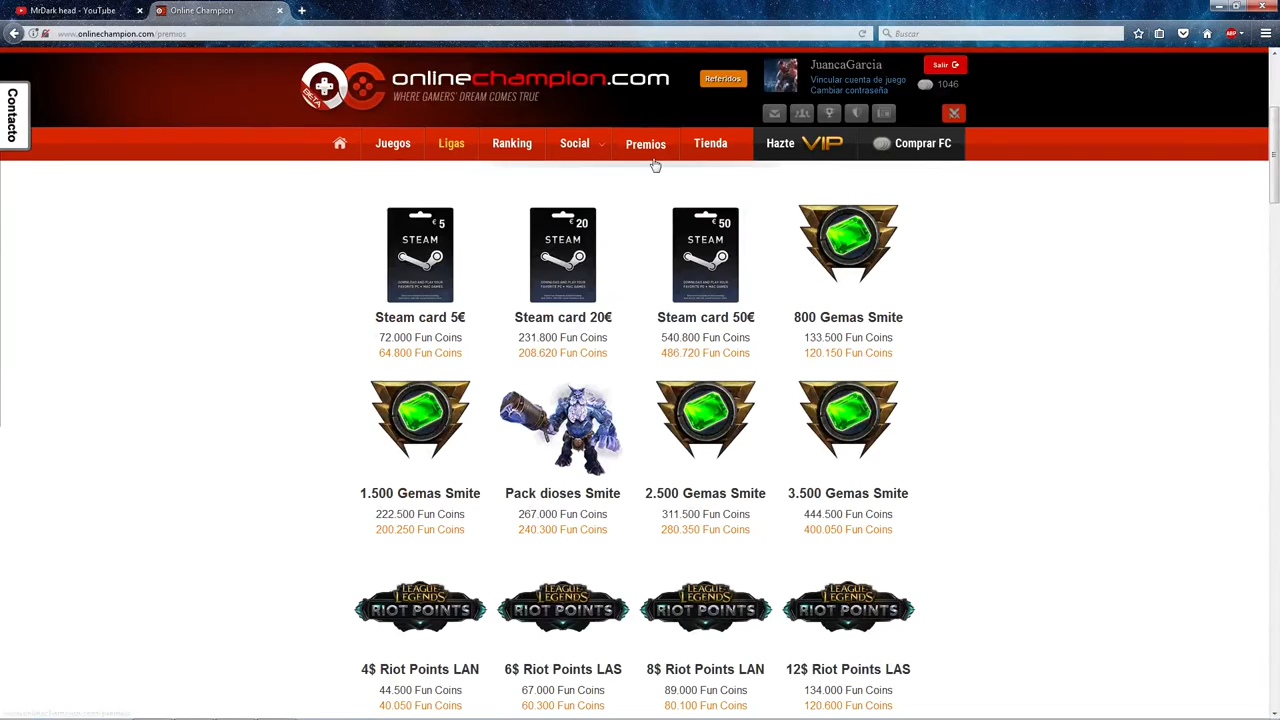 MrDark head. - YouTube
Online Champion
www.onlinechampion.com/premios
Buscar
ABP
Contacto
BETA
onlinechampion.com
WHERE GAMERS' DREAM COMES TRUE
Referidos
JuancaGarcia
Vincular cuenta de juego
Cambiar contraseña
Salir
1046
Juegos
Ligas
Ranking
Social
Premios
Tienda
Hazte VIP
Comprar FC
€ 5
STEAM
€ 20
STEAM
€ 50
STEAM
Steam card 5€
Steam card 20€
Steam card 50€
800 Gemas Smite
72.000 Fun Coins
231.800 Fun Coins
540.800 Fun Coins
133.500 Fun Coins
64.800 Fun Coins
208.620 Fun Coins
486.720 Fun Coins
120.150 Fun Coins
1.500 Gemas Smite
Pack dioses Smite
2.500 Gemas Smite
3.500 Gemas Smite
222.500 Fun Coins
267.000 Fun Coins
311.500 Fun Coins
444.500 Fun Coins
200.250 Fun Coins
240.300 Fun Coins
280.350 Fun Coins
400.050 Fun Coins
LEAGUE of LEGENDS
RIOT POINTS
LEAGUE of LEGENDS
RIOT POINTS
LEAGUE of LEGENDS
RIOT POINTS
LEAGUE of LEGENDS
RIOT POINTS
4$ Riot Points LAN
6$ Riot Points LAS
8$ Riot Points LAN
12$ Riot Points LAS
44.500 Fun Coins
67.000 Fun Coins
89.000 Fun Coins
134.000 Fun Coins
40.050 Fun Coins
60.300 Fun Coins
80.100 Fun Coins
120.600 Fun Coins